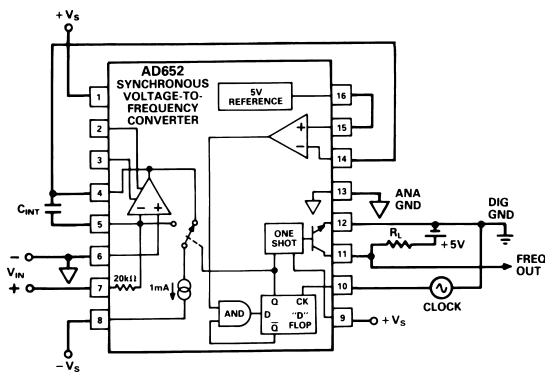 +VS
AD652
SYNCHRONOUS
VOLTAGE-TO-
FREQUENCY
CONVERTER
5V
REFERENCE
1
2
3
4
5
6
7
8
16
15
14
13
12
11
10
9
+
−
−
+
CINT
−
VIN
+
20kΩ
1mA
−VS
ONE
SHOT
AND
Q
CK
D
"D"
FLOP
Q̅
ANA
GND
DIG
GND
RL
+5V
FREQ
OUT
CLOCK
+VS